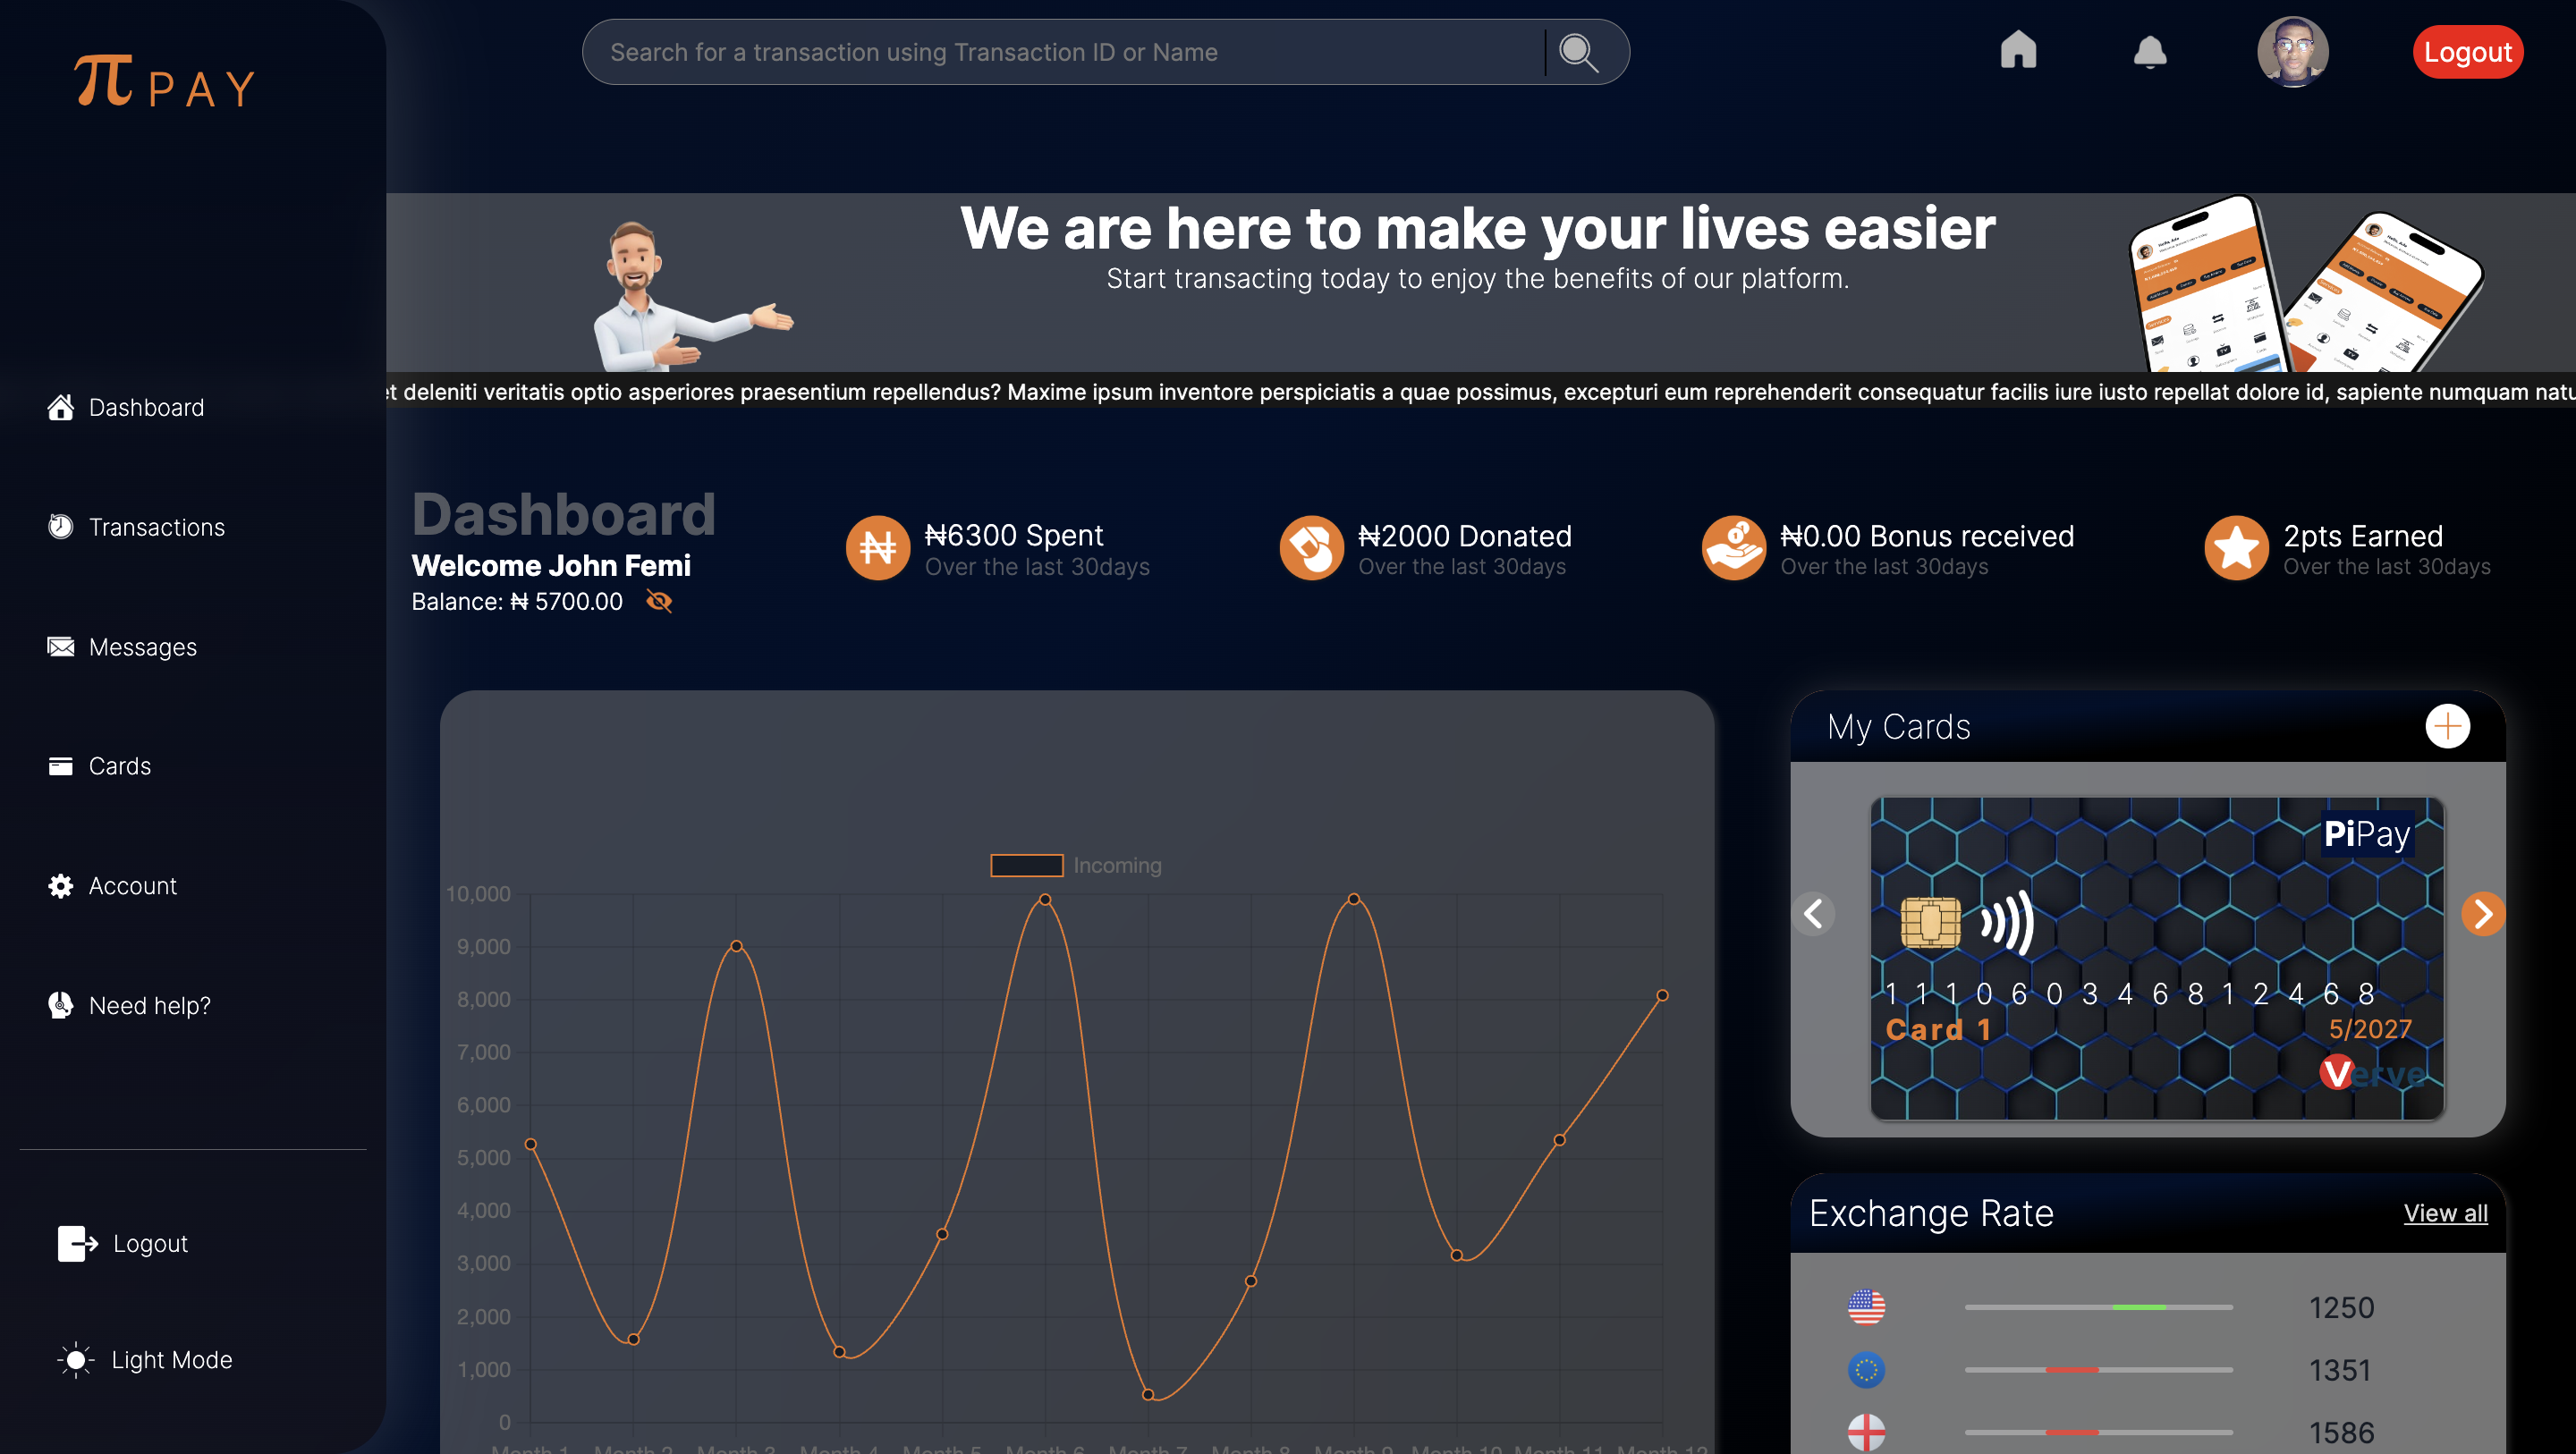 π PAY
Search for a transaction using Transaction ID or Name
Logout
We are here to make your lives easier
Start transacting today to enjoy the benefits of our platform.
et deleniti veritatis optio asperiores praesentium repellendus? Maxime ipsum inventore perspiciatis a quae possimus, excepturi eum reprehenderit consequatur facilis iure iusto repellat dolore id, sapiente numquam natu
Dashboard
Transactions
Messages
Cards
Account
Need help?
Logout
Light Mode
Dashboard
Welcome John Femi
Balance: ₦ 5700.00
₦6300 Spent
Over the last 30days
₦2000 Donated
Over the last 30days
₦0.00 Bonus received
Over the last 30days
2pts Earned
Over the last 30days
Incoming
10,000
9,000
8,000
7,000
6,000
5,000
4,000
3,000
2,000
1,000
0
Month 1 Month 2 Month 3 Month 4 Month 5 Month 6 Month 7 Month 8 Month 9 Month 10 Month 11 Month 12
My Cards
PiPay
1 1 1 0 6 0 3 4 6 8 1 2 4 6 8
Card 1
5/2027
Verve
Exchange Rate
View all
1250
1351
1586